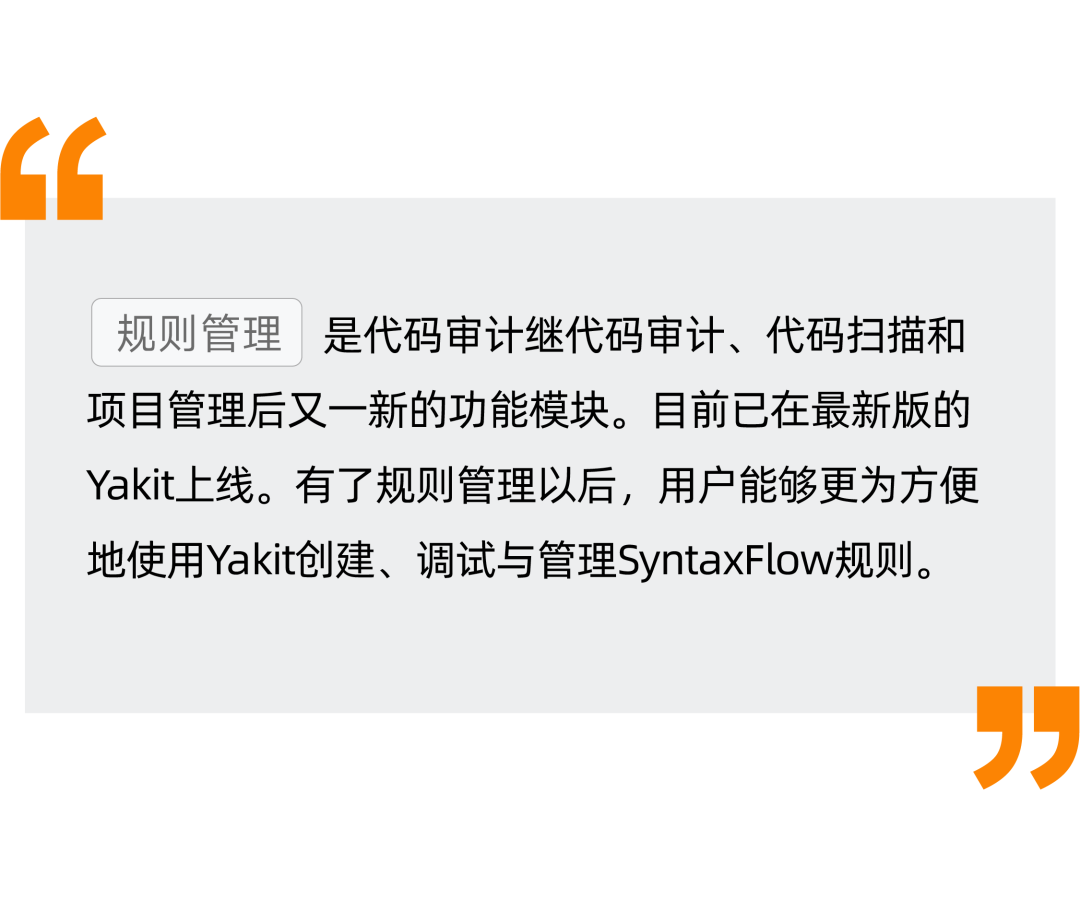 规则管理 是代码审计继代码审计、代码扫描和
项目管理后又一新的功能模块。目前已在最新版的
Yakit上线。有了规则管理以后，用户能够更为方便
地使用Yakit创建、调试与管理SyntaxFlow规则。